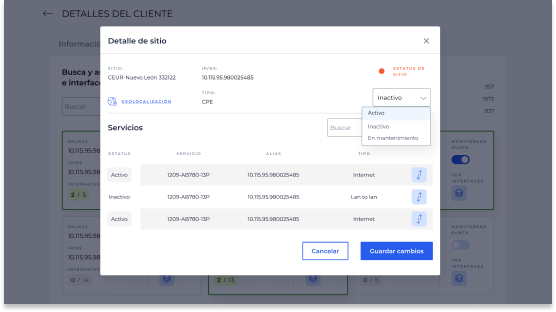 ← DETALLES DEL CLIENTE
Informació
Detalle de sitio
SITIO:
CEUR-Nuevo León 332122
IP/NS:
10.115.95.980025485
ESTATUS DE
SITIO
GEOLOCALIZACIÓN
TIPO:
CPE
Inactivo
Activo
Inactivo
En mantenimiento
Servicios
Buscar
ESTATUS
SERVICIO
ALIAS
TIPO
Activo 1209-AB780-13P 10.115.95.980025485 Internet
Inactivo 1209-AB780-13P 10.115.95.980025485 Lan to lan
Activo 1209-AB780-13P 10.115.95.980025485 Internet
Cancelar
Guardar cambios
Busca y as
e interfac
Buscar
957
1873
837
ENLACE
10.115.95.98
IP/NS
10.115.95.98
INTERFACES
2 / 5
MONITOREAR
PUNTA
VER
INTERFACES
ENLACE
10.115.95.98
IP/NS
10.115.95.98
INTERFACES
0 / 14
2 / 13
MONITOREAR
PUNTA
VER
INTERFACES